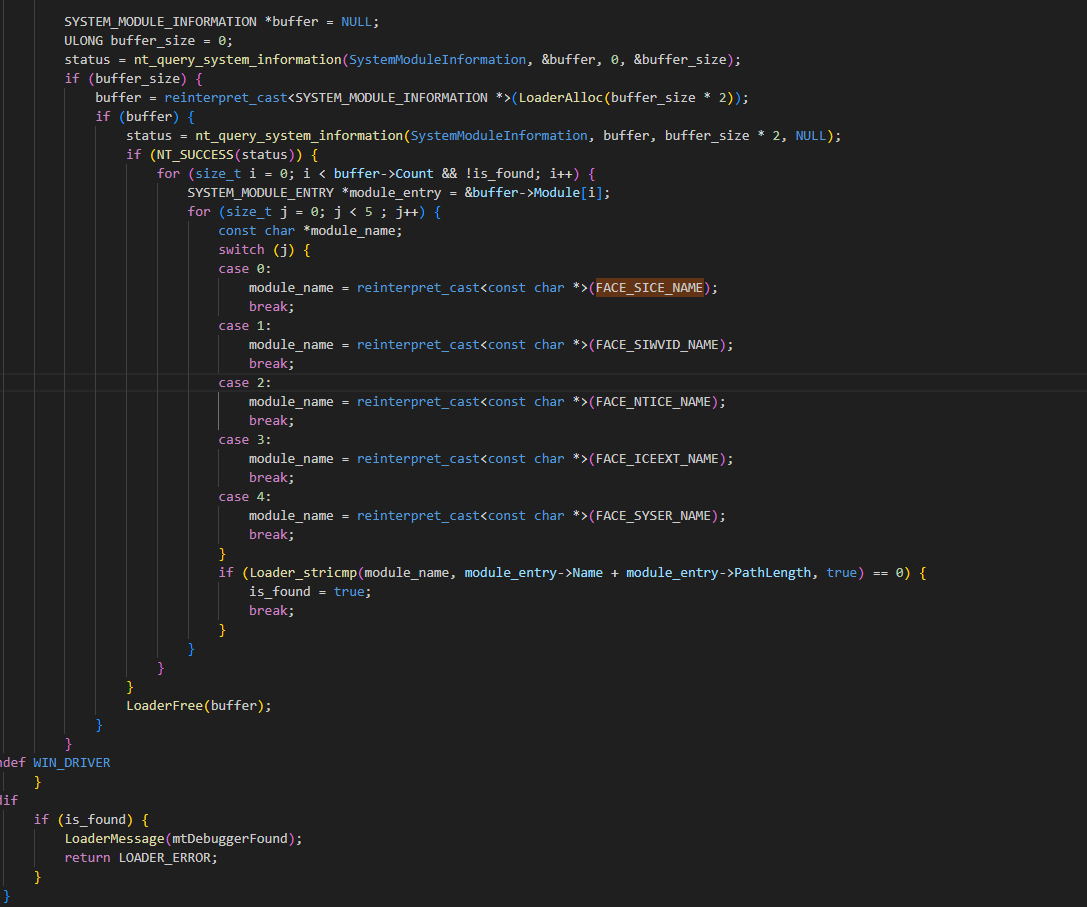 SYSTEM_MODULE_INFORMATION *buffer = NULL;
ULONG buffer_size = 0;
status = nt_query_system_information(SystemModuleInformation, &buffer, 0, &buffer_size);
if (buffer_size) {
buffer = reinterpret_cast<SYSTEM_MODULE_INFORMATION *>(LoaderAlloc(buffer_size * 2));
if (buffer) {
status = nt_query_system_information(SystemModuleInformation, buffer, buffer_size * 2, NULL);
if (NT_SUCCESS(status)) {
for (size_t i = 0; i < buffer->Count && !is_found; i++) {
SYSTEM_MODULE_ENTRY *module_entry = &buffer->Module[i];
for (size_t j = 0; j < 5 ; j++) {
const char *module_name;
switch (j) {
case 0:
module_name = reinterpret_cast<const char *>(FACE_SICE_NAME);
break;
case 1:
module_name = reinterpret_cast<const char *>(FACE_SIWVID_NAME);
break;
case 2:
module_name = reinterpret_cast<const char *>(FACE_NTICE_NAME);
break;
case 3:
module_name = reinterpret_cast<const char *>(FACE_ICEEXT_NAME);
break;
case 4:
module_name = reinterpret_cast<const char *>(FACE_SYSER_NAME);
break;
}
if (Loader_stricmp(module_name, module_entry->Name + module_entry->PathLength, true) == 0) {
is_found = true;
break;
}
}
}
}
LoaderFree(buffer);
}
}
ndef WIN_DRIVER
}
dif
if (is_found) {
LoaderMessage(mtDebuggerFound);
return LOADER_ERROR;
}
}